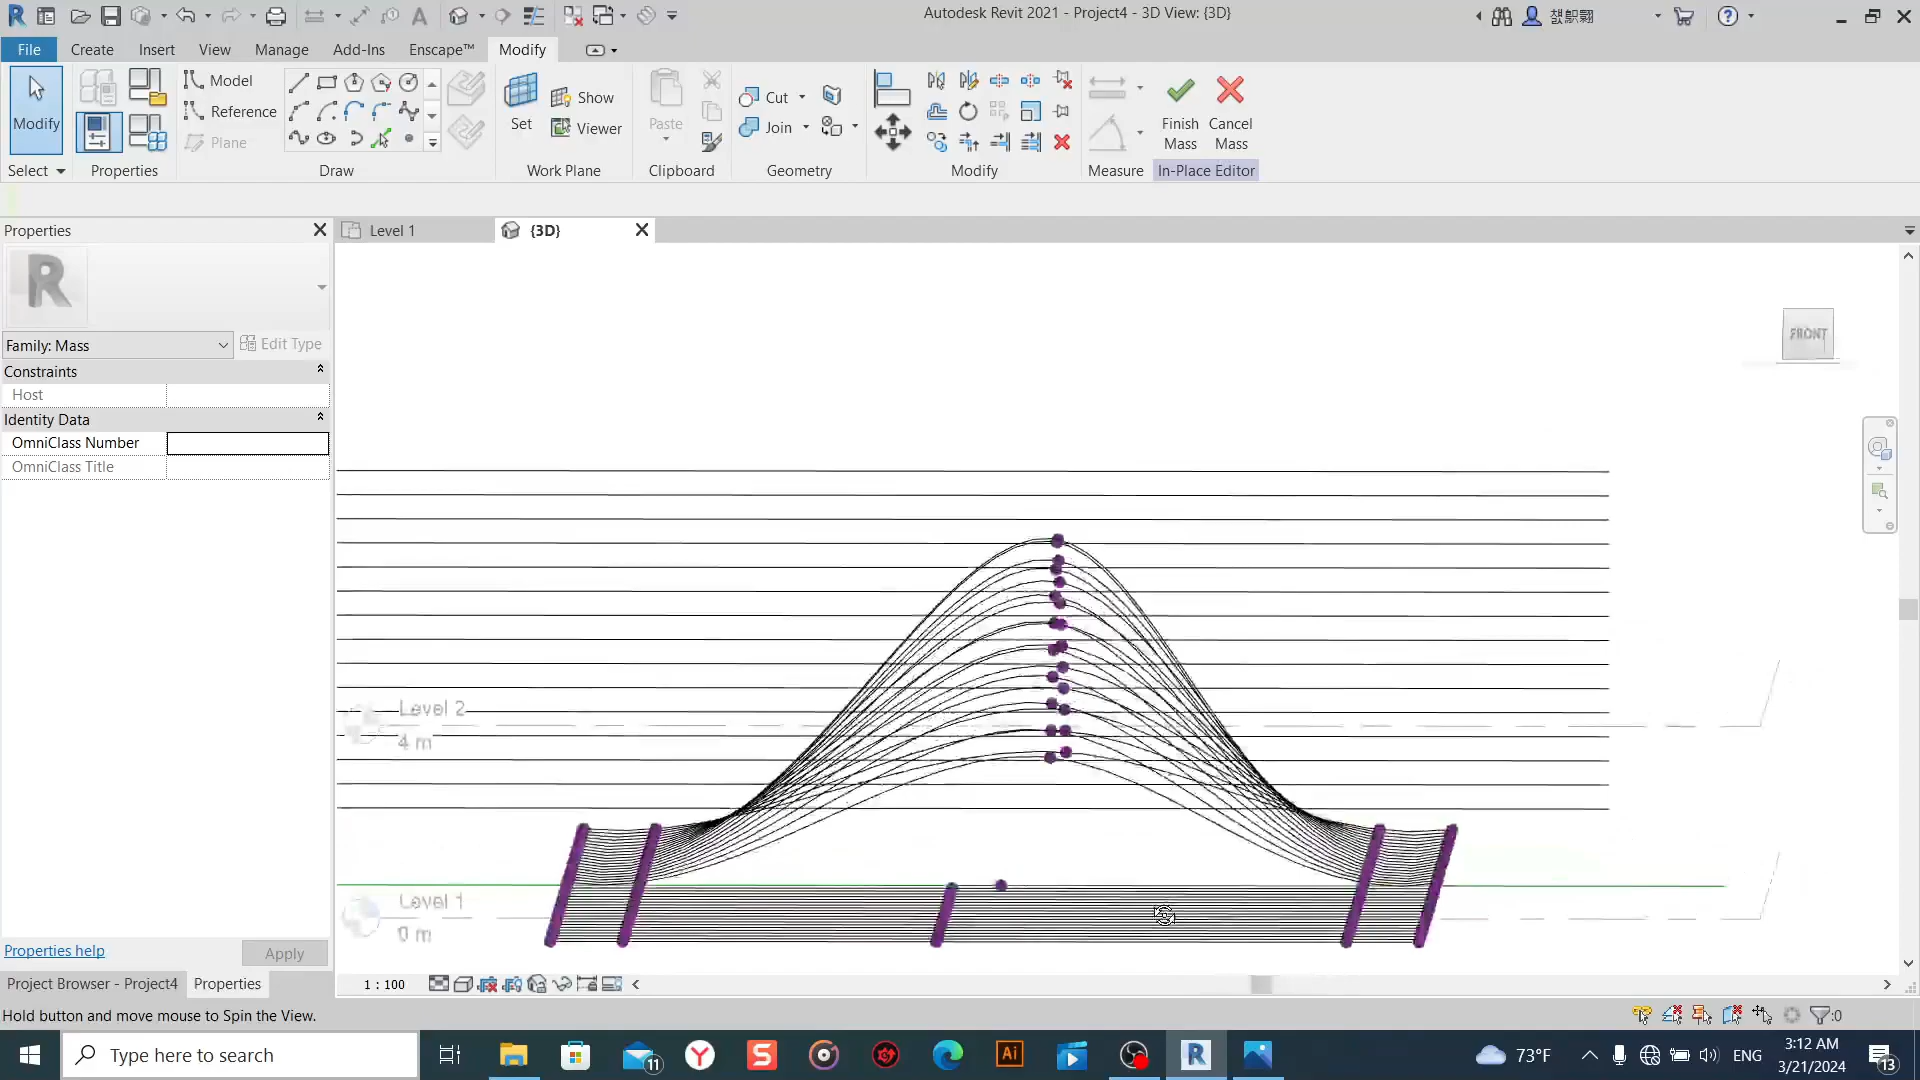 Autodesk Revit 2021 - Project4 - 3D View: {3D}
File Create Insert View Manage Add-Ins Enscape™ Modify
Modify
Model
Reference
Plane
Set
Show
Viewer
Paste
Cut
Join
Finish
Mass
Cancel
Mass
Select Properties Draw Work Plane Clipboard Geometry Modify Measure In-Place Editor
Properties
Level 1
{3D}
R
Family: Mass
Edit Type
Constraints
Host
Identity Data
OmniClass Number
OmniClass Title
FRONT
Level 2
4 m
Level 1
0 m
Properties help
Apply
Project Browser - Project4 Properties
1 : 100
Hold button and move mouse to Spin the View.
:0
Type here to search
11
Ai
R
73°F
ENG
3:12 AM
3/21/2024
13